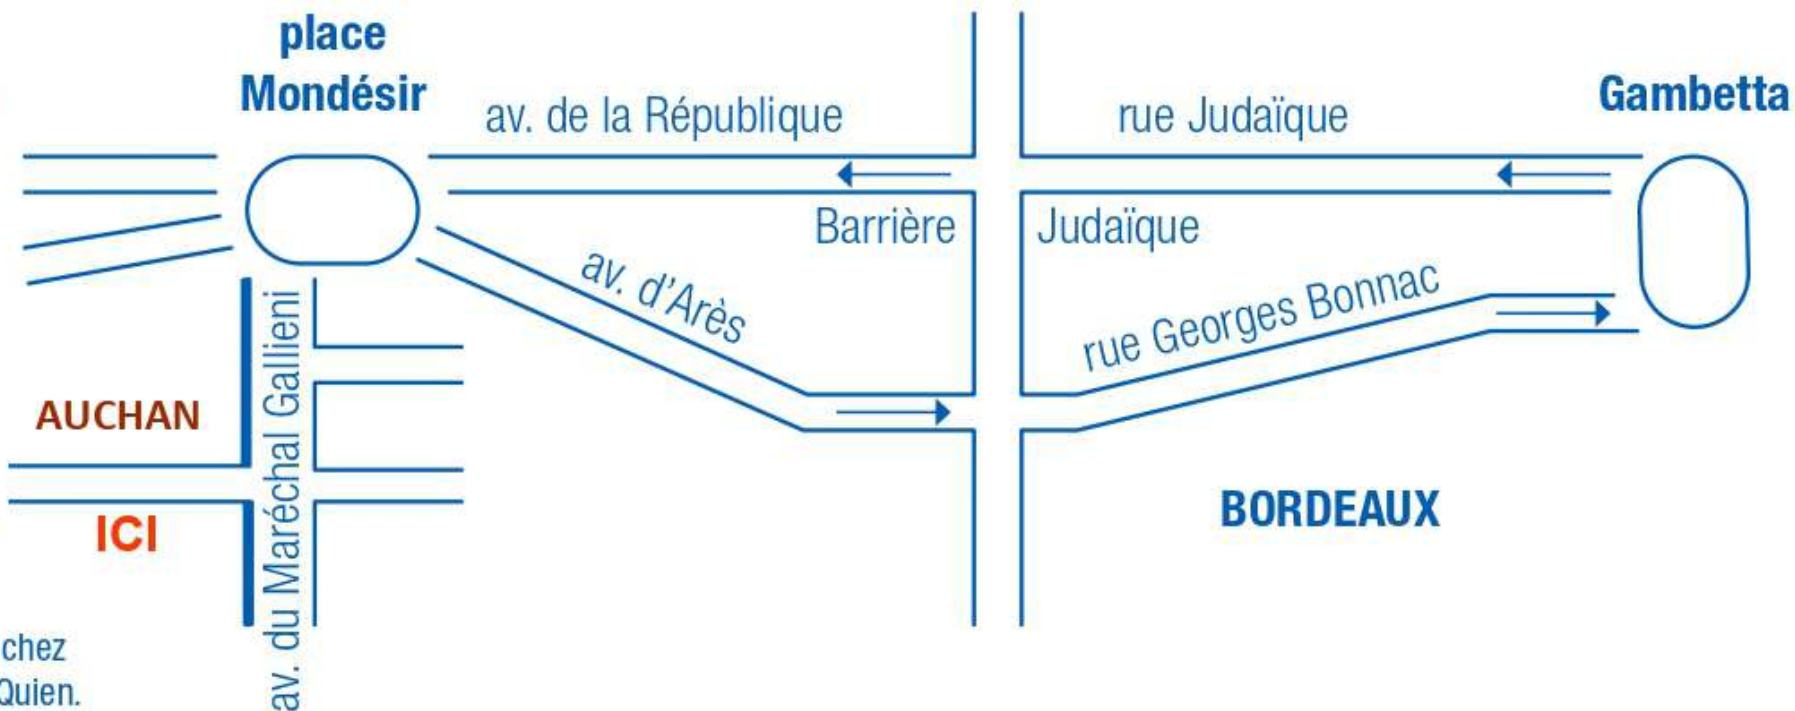 place
Mondésir
av. de la République
rue Judaïque
Gambetta
Barrière
Judaïque
av. d'Arès
rue Georges Bonnac
av. du Maréchal Gallieni
AUCHAN
ICI
BORDEAUX
chez
Quien.